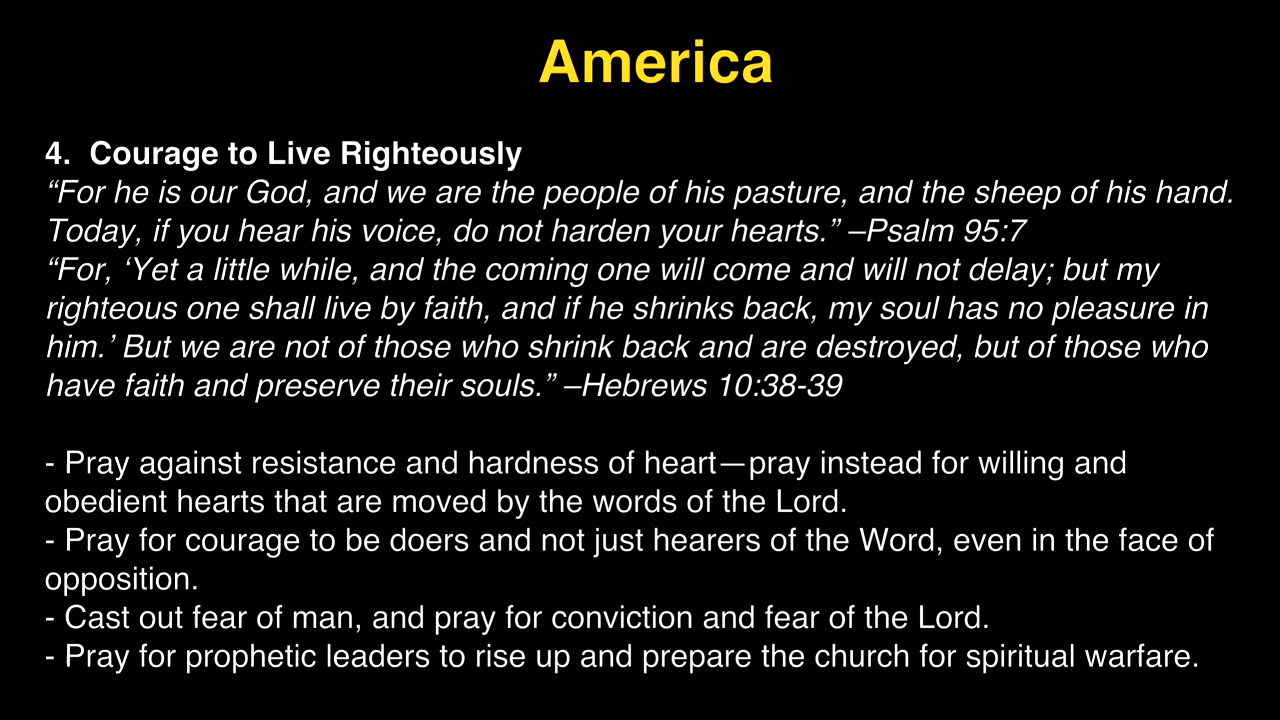 America
4.  Courage to Live Righteously
“For he is our God, and we are the people of his pasture, and the sheep of his hand.
Today, if you hear his voice, do not harden your hearts.” –Psalm 95:7
“For, ‘Yet a little while, and the coming one will come and will not delay; but my
righteous one shall live by faith, and if he shrinks back, my soul has no pleasure in
him.’ But we are not of those who shrink back and are destroyed, but of those who
have faith and preserve their souls.” –Hebrews 10:38-39
- Pray against resistance and hardness of heart—pray instead for willing and
obedient hearts that are moved by the words of the Lord.
- Pray for courage to be doers and not just hearers of the Word, even in the face of
opposition.
- Cast out fear of man, and pray for conviction and fear of the Lord.
- Pray for prophetic leaders to rise up and prepare the church for spiritual warfare.